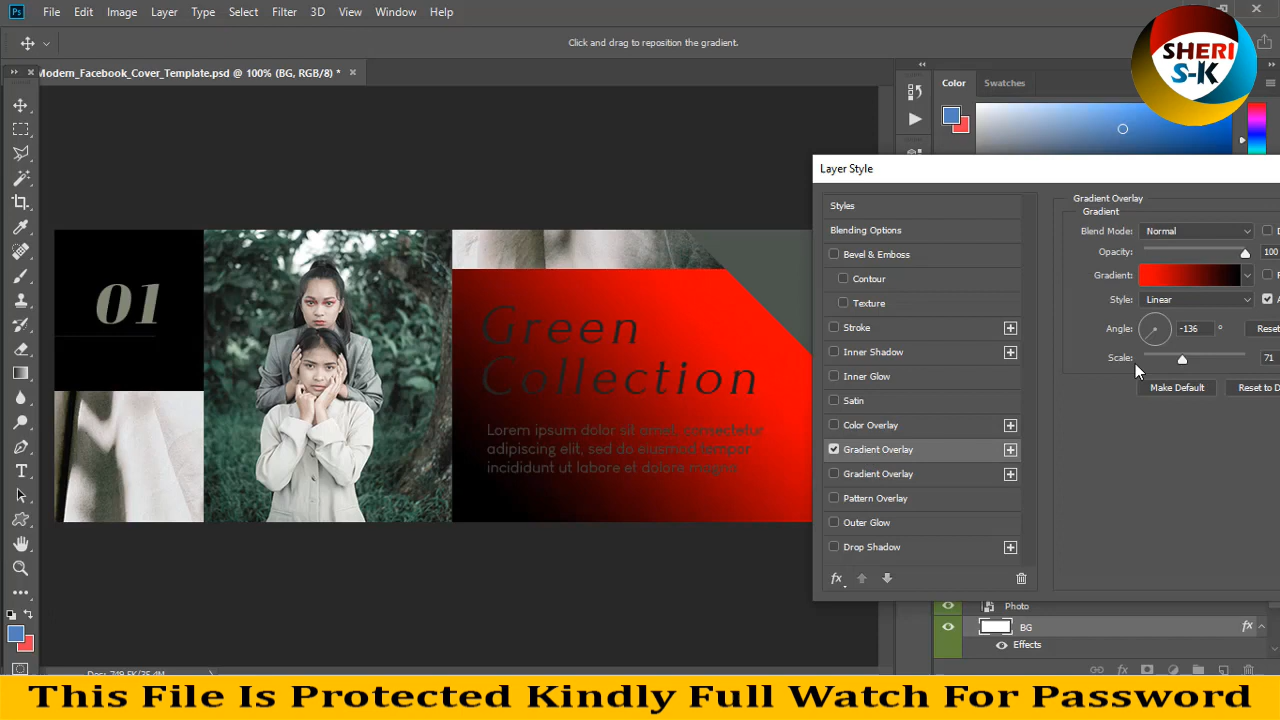 Ps File Edit Image Layer Type Select Filter 3D View Window Help
Click and drag to reposition the gradient.
SHERI
S-K
Modern_Facebook_Cover_Template.psd @ 100% (BG, RGB/8) *
Color Swatches
Layer Style
Styles
Blending Options
Bevel & Emboss
Contour
Texture
Stroke
Inner Shadow
Inner Glow
Satin
Color Overlay
Gradient Overlay
Gradient Overlay
Pattern Overlay
Outer Glow
Drop Shadow
fx
Gradient Overlay
Gradient
Blend Mode: Normal
Opacity: 100
Gradient:
Style: Linear
Angle: -136 ° Reset
Scale: 71
Make Default Reset to D
01
Green
Collection
Lorem ipsum dolor sit amet, consectetur
adipiscing elit, sed do eiusmod tempor
incididunt ut labore et dolore magna
Photo
BG fx
Effects
fx
This File Is Protected Kindly Full Watch For Password